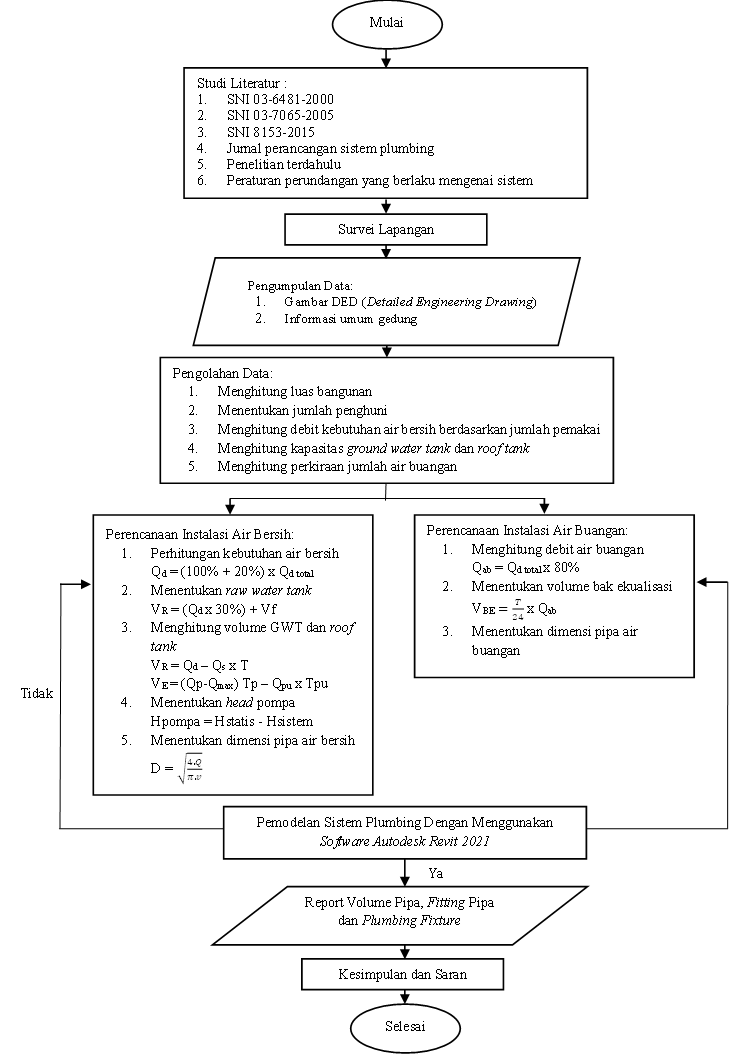 Mulai
Studi Literatur :
1. SNI 03-6481-2000
2. SNI 03-7065-2005
3. SNI 8153-2015
4. Jurnal perancangan sistem plumbing
5. Penelitian terdahulu
6. Peraturan perundangan yang berlaku mengenai sistem
Survei Lapangan
Pengumpulan Data:
1. Gambar DED (Detailed Engineering Drawing)
2. Informasi umum gedung
Pengolahan Data:
1. Menghitung luas bangunan
2. Menentukan jumlah penghuni
3. Menghitung debit kebutuhan air bersih berdasarkan jumlah pemakai
4. Menghitung kapasitas ground water tank dan roof tank
5. Menghitung perkiraan jumlah air buangan
Perencanaan Instalasi Air Bersih:
1. Perhitungan kebutuhan air bersih
Qd = (100% + 20%) x Qd total
2. Menentukan raw water tank
VR = (Qd x 30%) + Vf
3. Menghitung volume GWT dan roof
tank
VR = Qd – Qs x T
VE = (Qp-Qmax) Tp – Qpu x Tpu
4. Menentukan head pompa
Hpompa = Hstatis - Hsistem
5. Menentukan dimensi pipa air bersih
D = √(4.Q/π.v)
Perencanaan Instalasi Air Buangan:
1. Menghitung debit air buangan
Qab = Qd total x 80%
2. Menentukan volume bak ekualisasi
VBE = T/24 x Qab
3. Menentukan dimensi pipa air
buangan
Tidak
Pemodelan Sistem Plumbing Dengan Menggunakan
Software Autodesk Revit 2021
Ya
Report Volume Pipa, Fitting Pipa
dan Plumbing Fixture
Kesimpulan dan Saran
Selesai